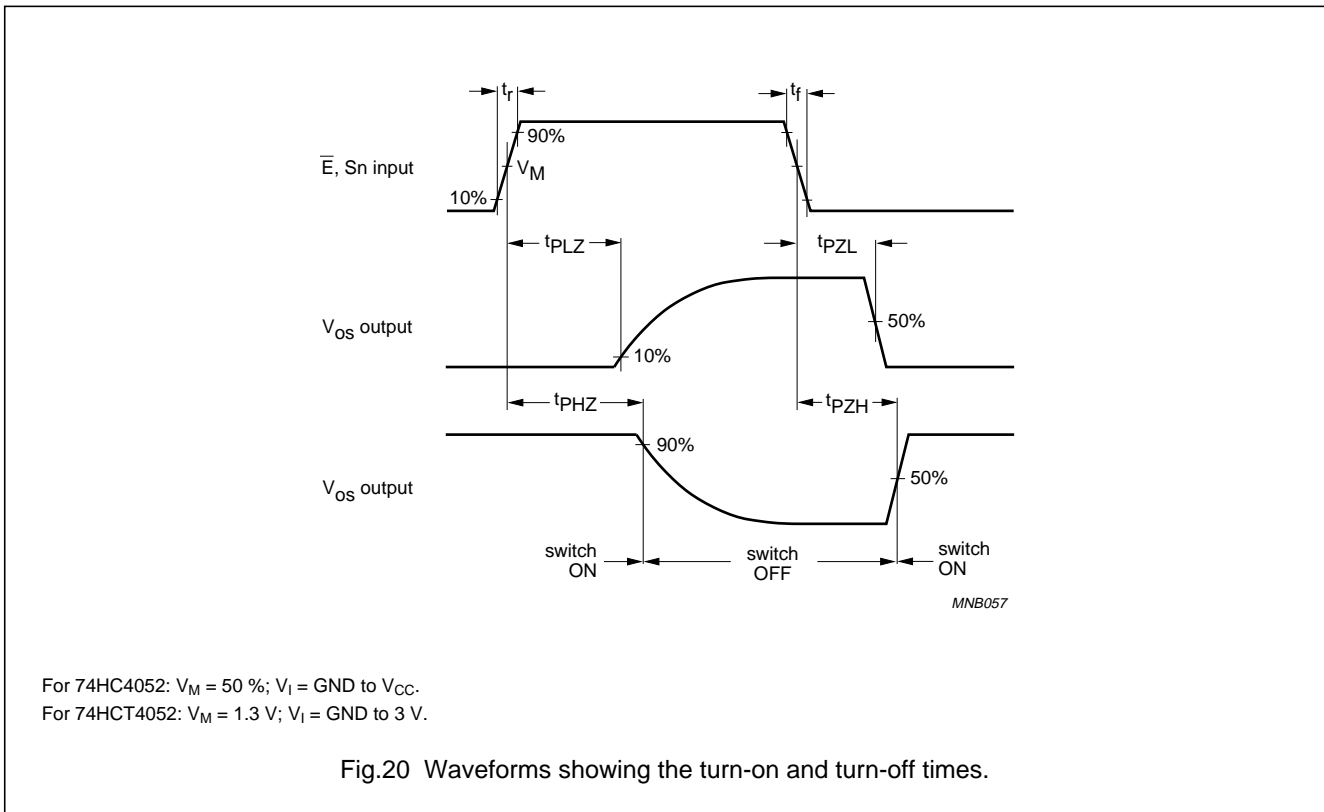 tr
tf
90%
E̅, Sn input
VM
10%
tPLZ
tPZL
Vos output
50%
10%
tPHZ
tPZH
90%
Vos output
50%
switch ON
switch OFF
switch ON
MNB057
For 74HC4052: VM = 50 %; VI = GND to VCC.
For 74HCT4052: VM = 1.3 V; VI = GND to 3 V.
Fig.20 Waveforms showing the turn-on and turn-off times.